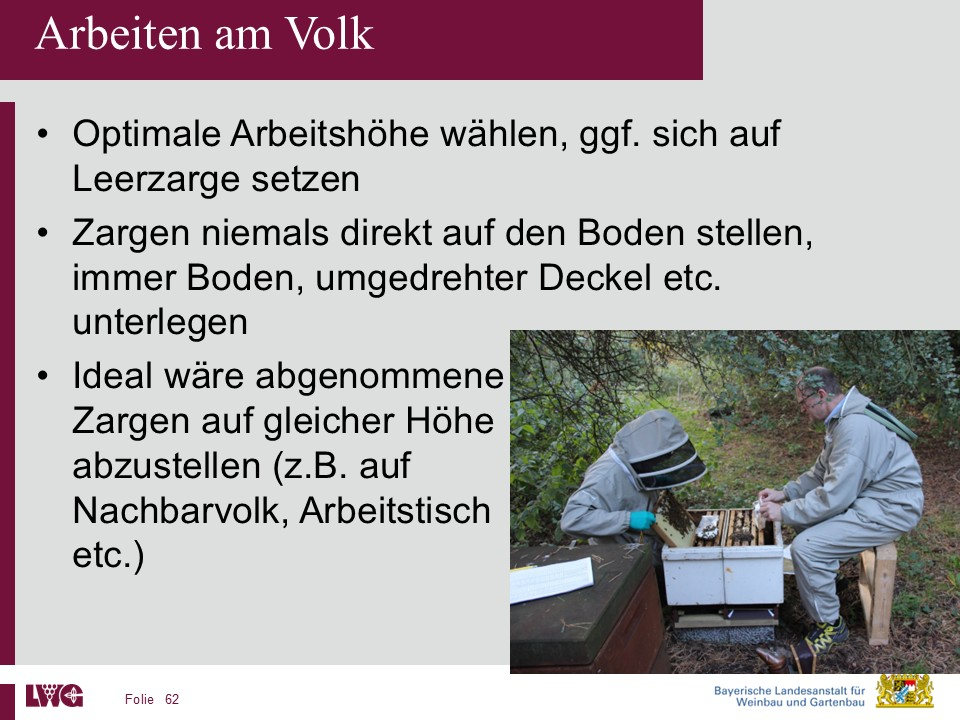 Arbeiten am Volk
• Optimale Arbeitshöhe wählen, ggf. sich auf
Leerzarge setzen
• Zargen niemals direkt auf den Boden stellen,
immer Boden, umgedrehter Deckel etc.
unterlegen
• Ideal wäre abgenommene
Zargen auf gleicher Höhe
abzustellen (z.B. auf
Nachbarvolk, Arbeitstisch
etc.)
LWG
Folie 62
Bayerische Landesanstalt für
Weinbau und Gartenbau